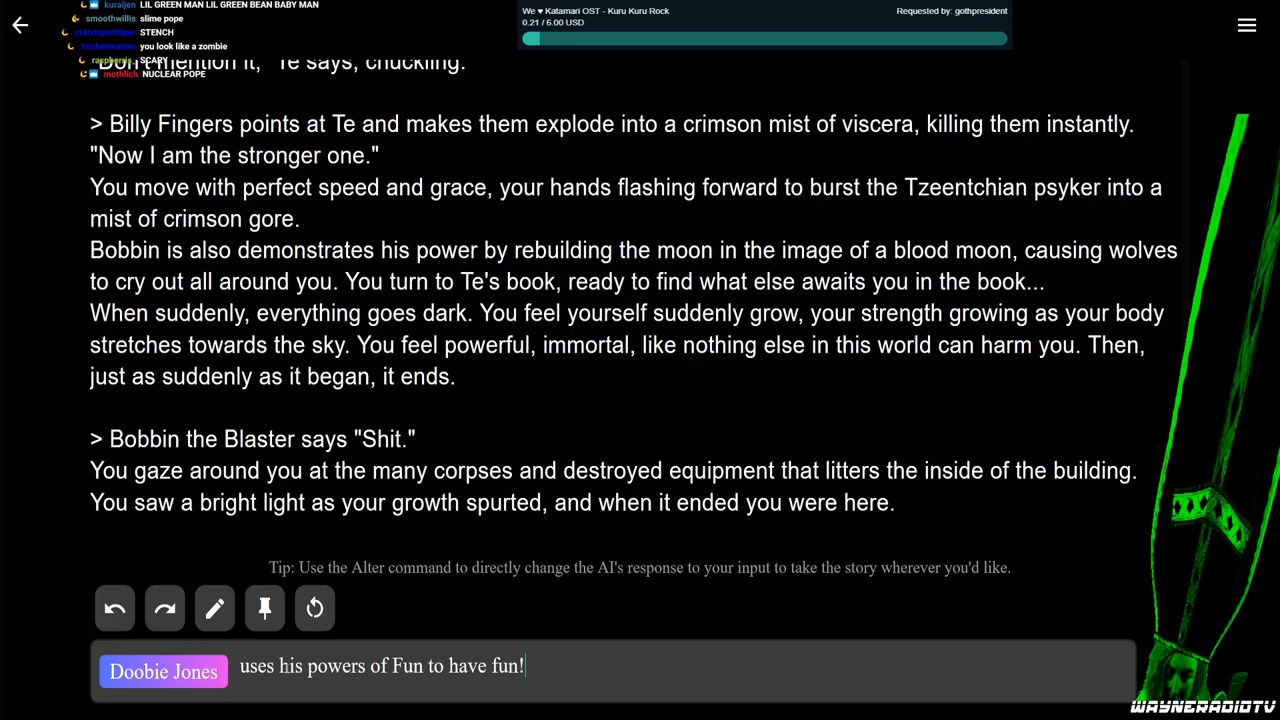 kuraijen LIL GREEN MAN LIL GREEN BEAN BABY MAN
smoothwillis slime pope
st4rshiptr00per STENCH
Yoshermaster you look like a zombie
raspberris SCARY
mothlich NUCLEAR POPE
We ♥ Katamari OST - Kuru Kuru Rock
Requested by: gothpresident
0.21 / 6.00 USD
"Don't mention it," Te says, chuckling.
> Billy Fingers points at Te and makes them explode into a crimson mist of viscera, killing them instantly.
"Now I am the stronger one."
You move with perfect speed and grace, your hands flashing forward to burst the Tzeentchian psyker into a
mist of crimson gore.
Bobbin is also demonstrates his power by rebuilding the moon in the image of a blood moon, causing wolves
to cry out all around you. You turn to Te's book, ready to find what else awaits you in the book...
When suddenly, everything goes dark. You feel yourself suddenly grow, your strength growing as your body
stretches towards the sky. You feel powerful, immortal, like nothing else in this world can harm you. Then,
just as suddenly as it began, it ends.
> Bobbin the Blaster says "Shit."
You gaze around you at the many corpses and destroyed equipment that litters the inside of the building.
You saw a bright light as your growth spurted, and when it ended you were here.
Tip: Use the Alter command to directly change the AI's response to your input to take the story wherever you'd like.
Doobie Jones uses his powers of Fun to have fun!
WAYNERADIOTV